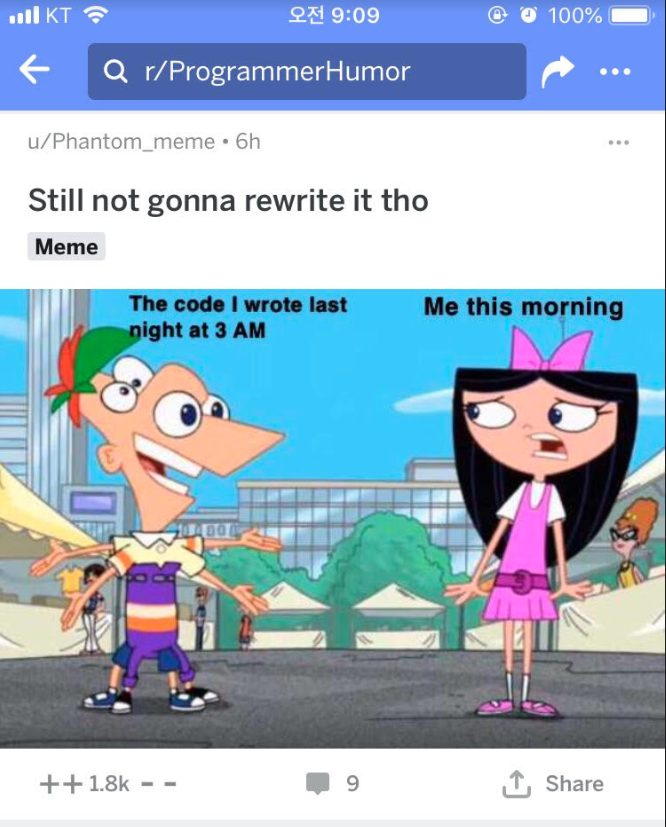 KT 오전 9:09 100%
r/ProgrammerHumor
u/Phantom_meme • 6h
Still not gonna rewrite it tho
Meme
The code I wrote last
night at 3 AM
Me this morning
++ 1.8k -- 9 Share